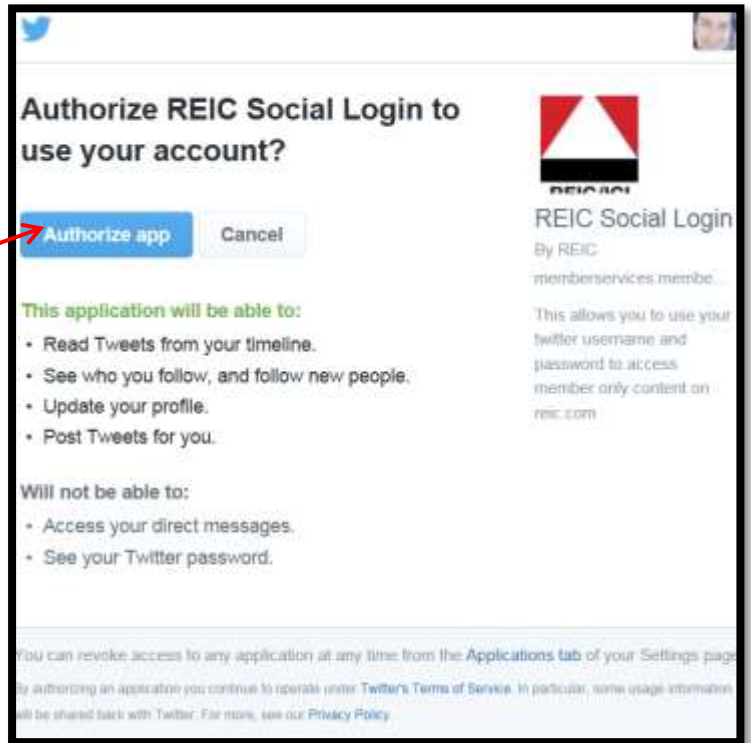 Authorize REIC Social Login to
use your account?
Authorize app
Cancel
This application will be able to:
• Read Tweets from your timeline.
• See who you follow, and follow new people.
• Update your profile.
• Post Tweets for you.
Will not be able to:
• Access your direct messages.
• See your Twitter password.
REIC/ICI
REIC Social Login
By REIC
memberservices.membe...
This allows you to use your
twitter username and
password to access
member only content on
reic.com
You can revoke access to any application at any time from the Applications tab of your Settings page
By authorizing an application you continue to operate under Twitter's Terms of Service. In particular, some usage information
will be shared back with Twitter. For more, see our Privacy Policy.